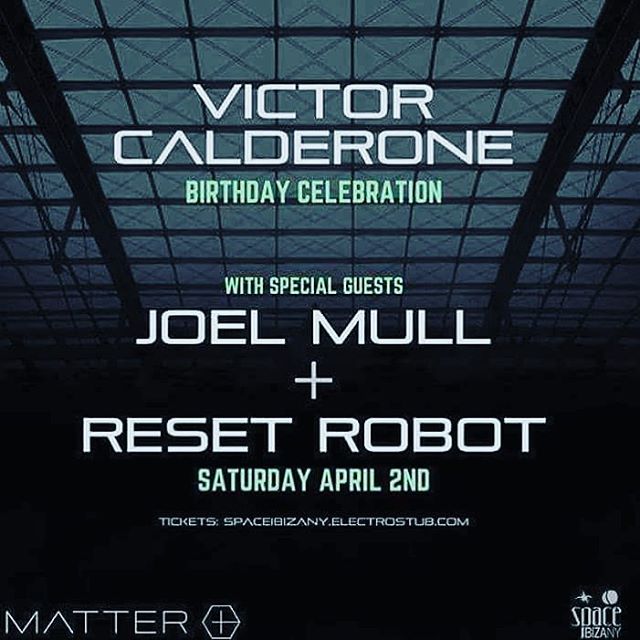 VICTOR
CALDERONE
BIRTHDAY CELEBRATION
WITH SPECIAL GUESTS
JOEL MULL
+
RESET ROBOT
SATURDAY APRIL 2ND
TICKETS: SPACEIBIZANY.ELECTROSTUB.COM
MATTER +
space
IBIZANY